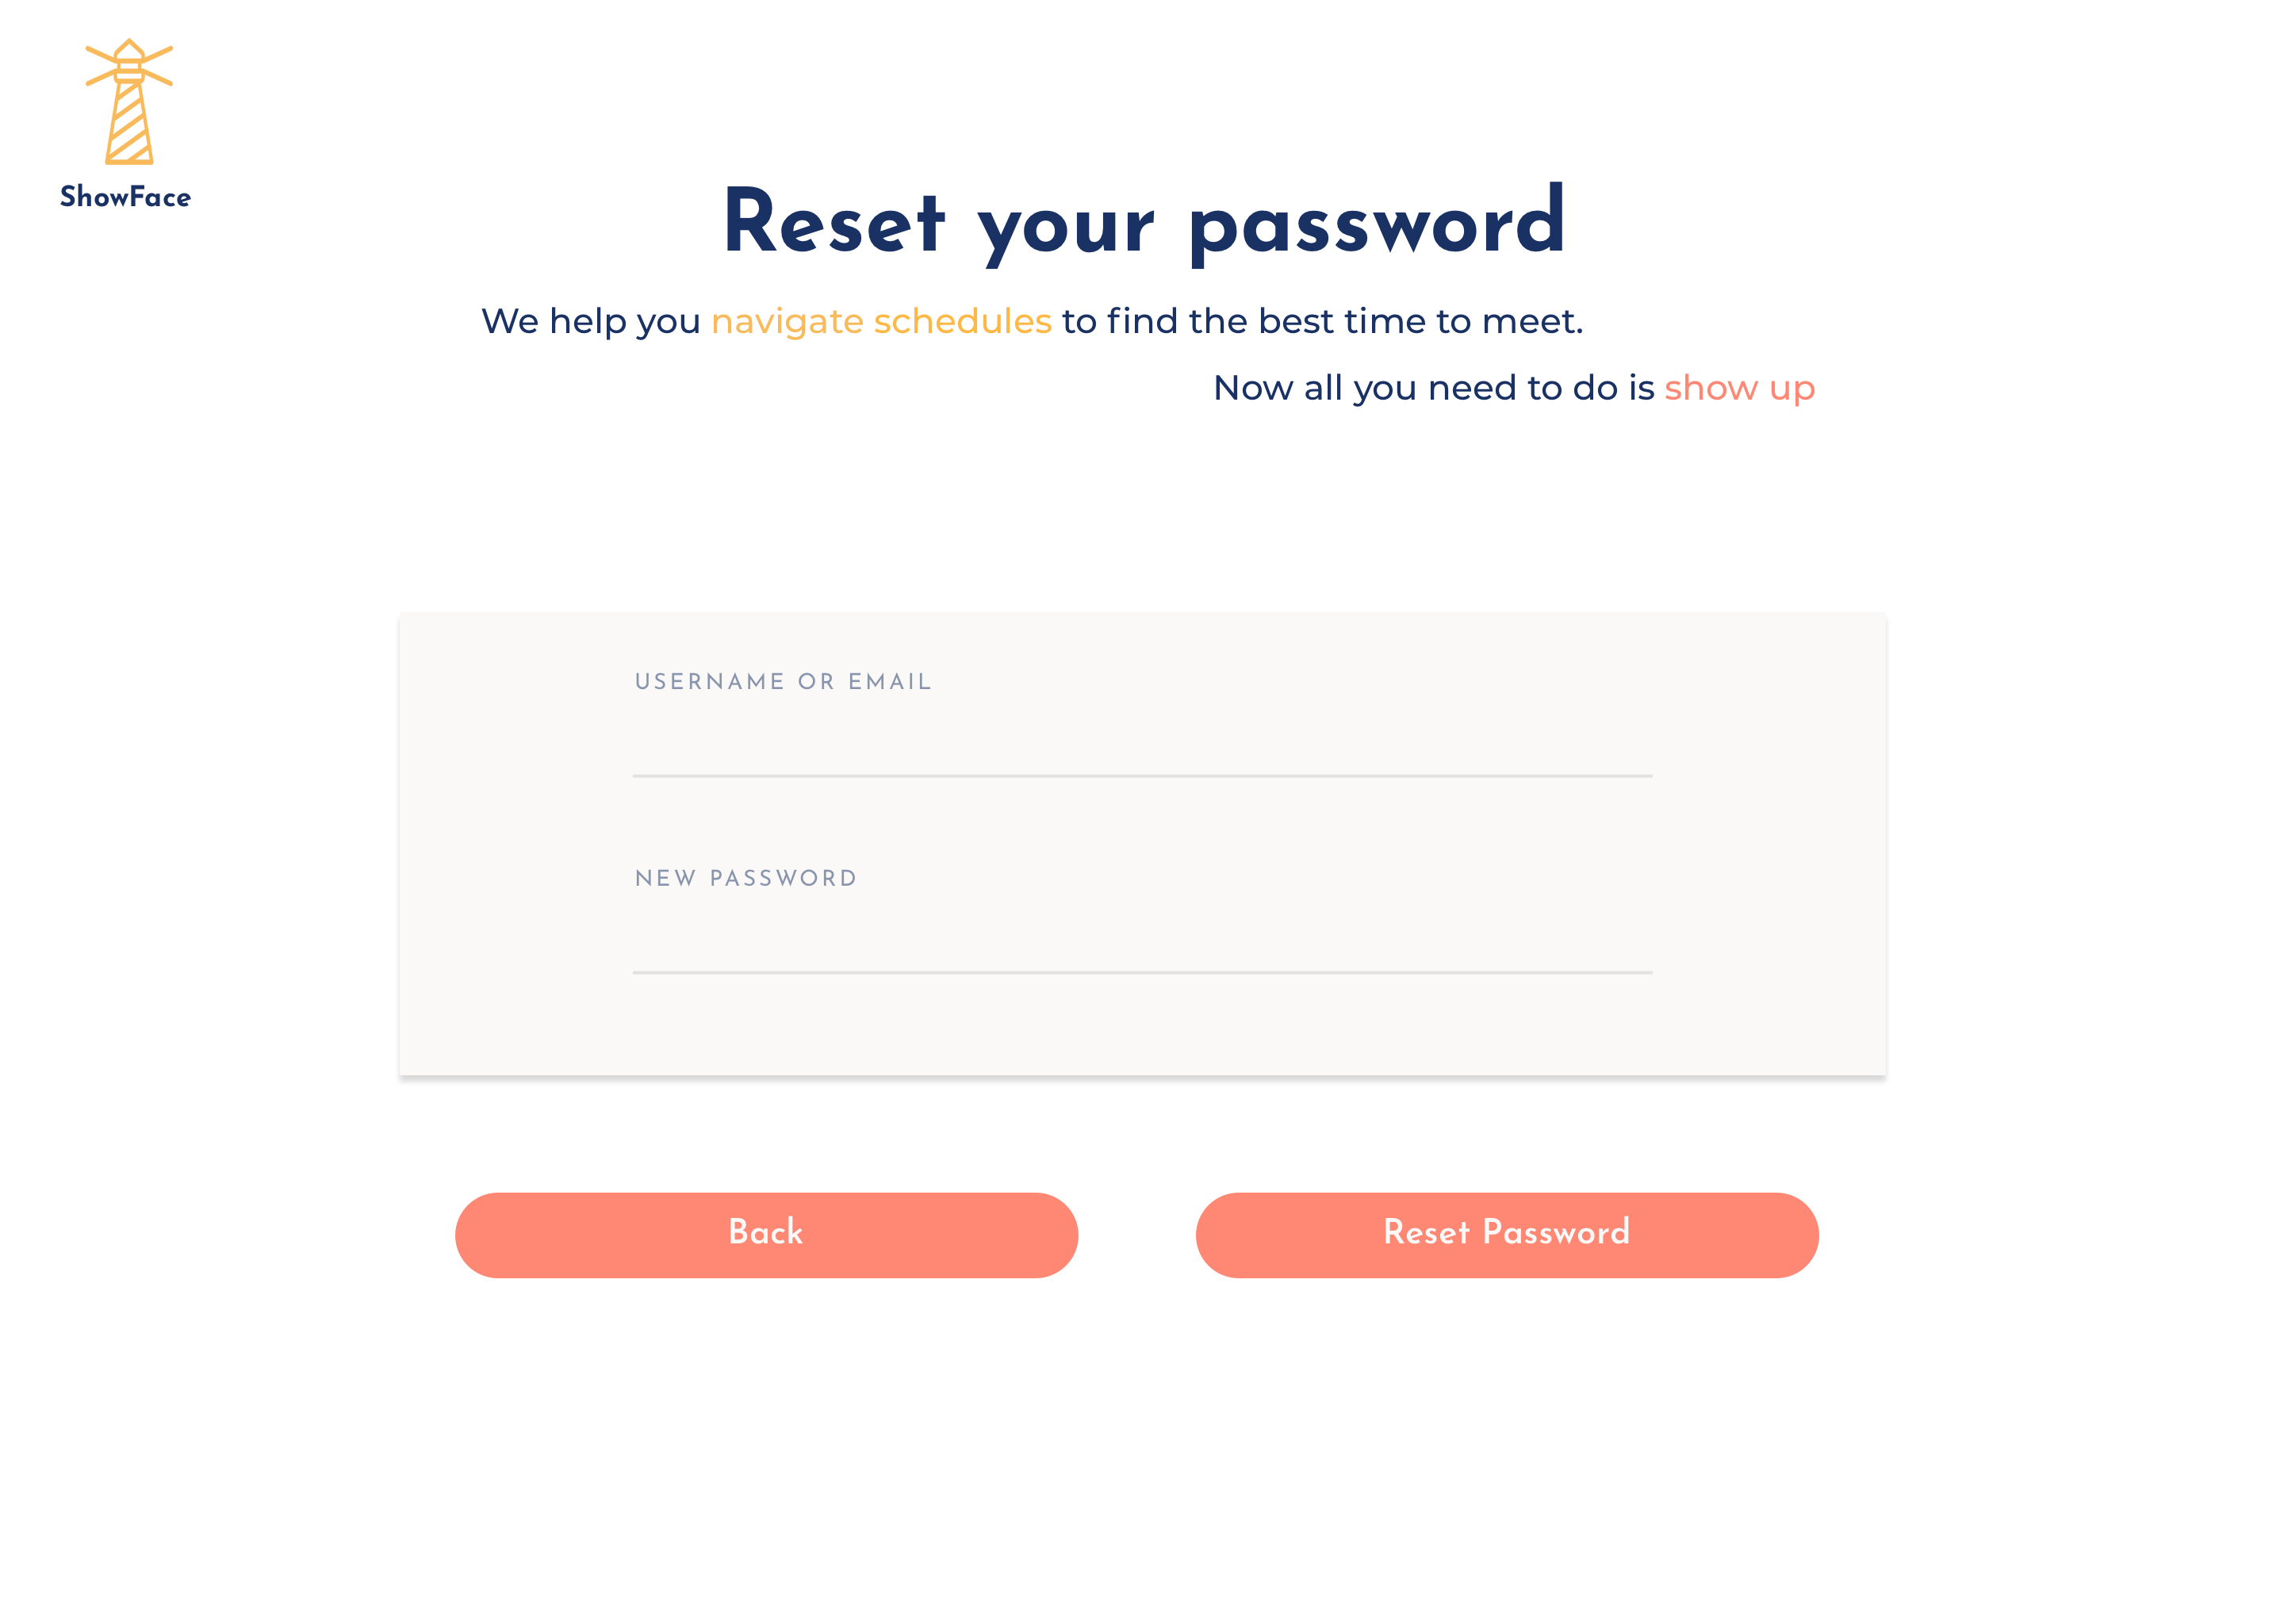 ShowFace
Reset your password
We help you navigate schedules to find the best time to meet.
Now all you need to do is show up
USERNAME OR EMAIL
NEW PASSWORD
Back
Reset Password